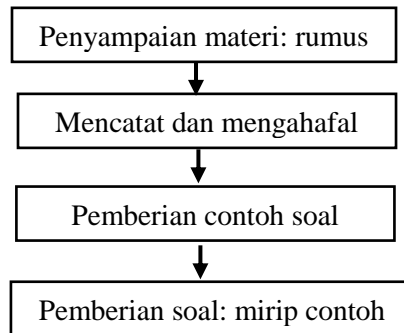 Penyampaian materi: rumus
Mencatat dan mengahafal
Pemberian contoh soal
Pemberian soal: mirip contoh